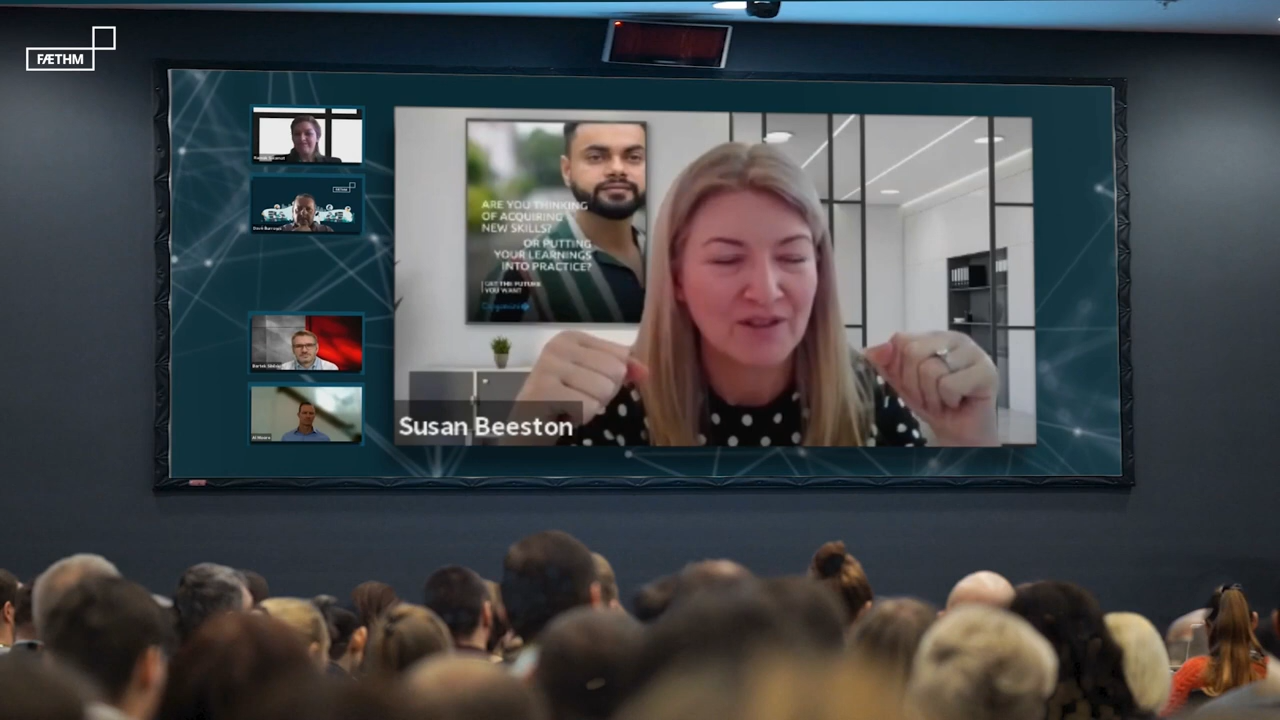 FÆTHM
ARE YOU THINKING
OF ACQUIRING
NEW SKILLS?
OR PUTTING
YOUR LEARNINGS
INTO PRACTICE?
GET THE FUTURE
YOU WANT
Capgemini
Susan Beeston